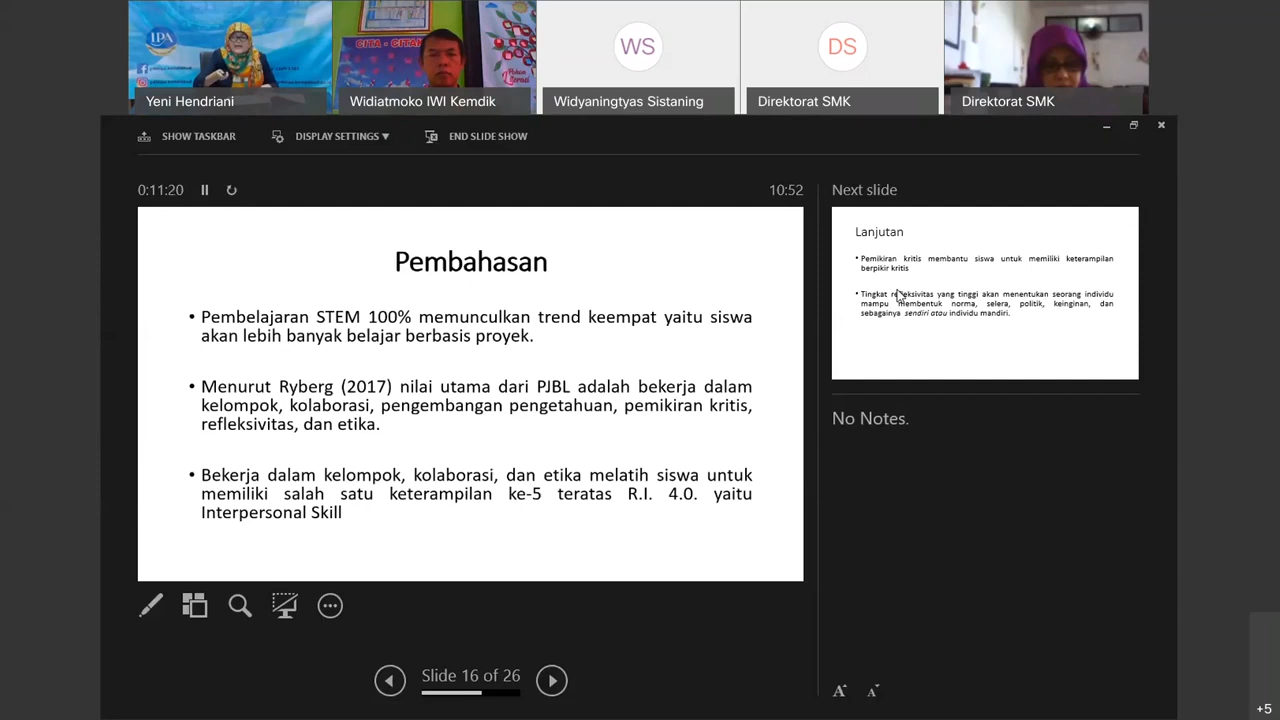 IPA
CITA - CITA
Pohon
Literasi
WS
DS
Yeni Hendriani
Widiatmoko IWI Kemdik
Widyaningtyas Sistaning
Direktorat SMK
Direktorat SMK
SHOW TASKBAR
DISPLAY SETTINGS ▼
END SLIDE SHOW
0:11:20
10:52
Pembahasan
• Pembelajaran STEM 100% memunculkan trend keempat yaitu siswa
akan lebih banyak belajar berbasis proyek.
• Menurut Ryberg (2017) nilai utama dari PJBL adalah bekerja dalam
kelompok, kolaborasi, pengembangan pengetahuan, pemikiran kritis,
refleksivitas, dan etika.
• Bekerja dalam kelompok, kolaborasi, dan etika melatih siswa untuk
memiliki salah satu keterampilan ke-5 teratas R.I. 4.0. yaitu
Interpersonal Skill
Slide 16 of 26
Next slide
Lanjutan
• Pemikiran kritis membantu siswa untuk memiliki keterampilan
berpikir kritis
• Tingkat refleksivitas yang tinggi akan menentukan seorang individu
mampu membentuk norma, selera, politik, keinginan, dan
sebagainya sendiri atau individu mandiri.
No Notes.
A A
+5